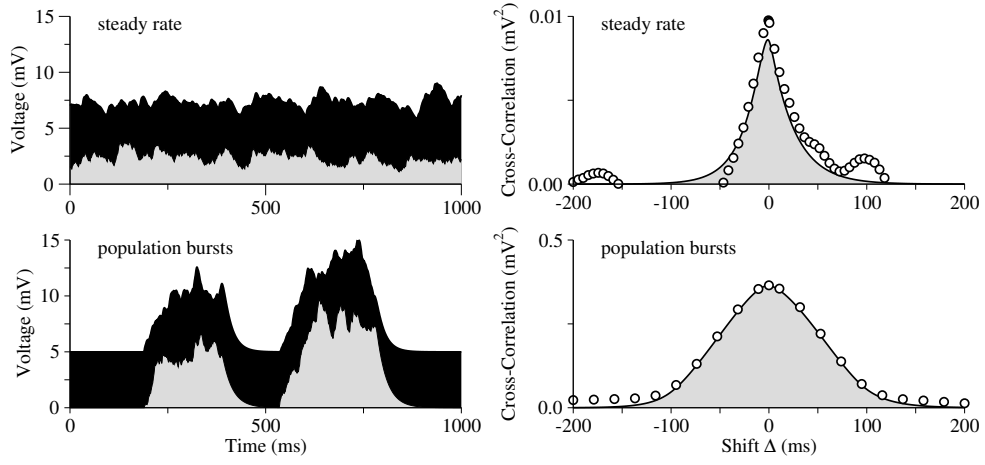 steady rate
Voltage (mV)
15
10
5
0
0
500
1000
steady rate
Cross-Correlation (mV²)
0.01
0.00
-200
-100
0
100
200
population bursts
Voltage (mV)
15
10
5
0
0
500
1000
Time (ms)
population bursts
Cross-Correlation (mV²)
0.5
0.0
-200
-100
0
100
200
Shift Δ (ms)